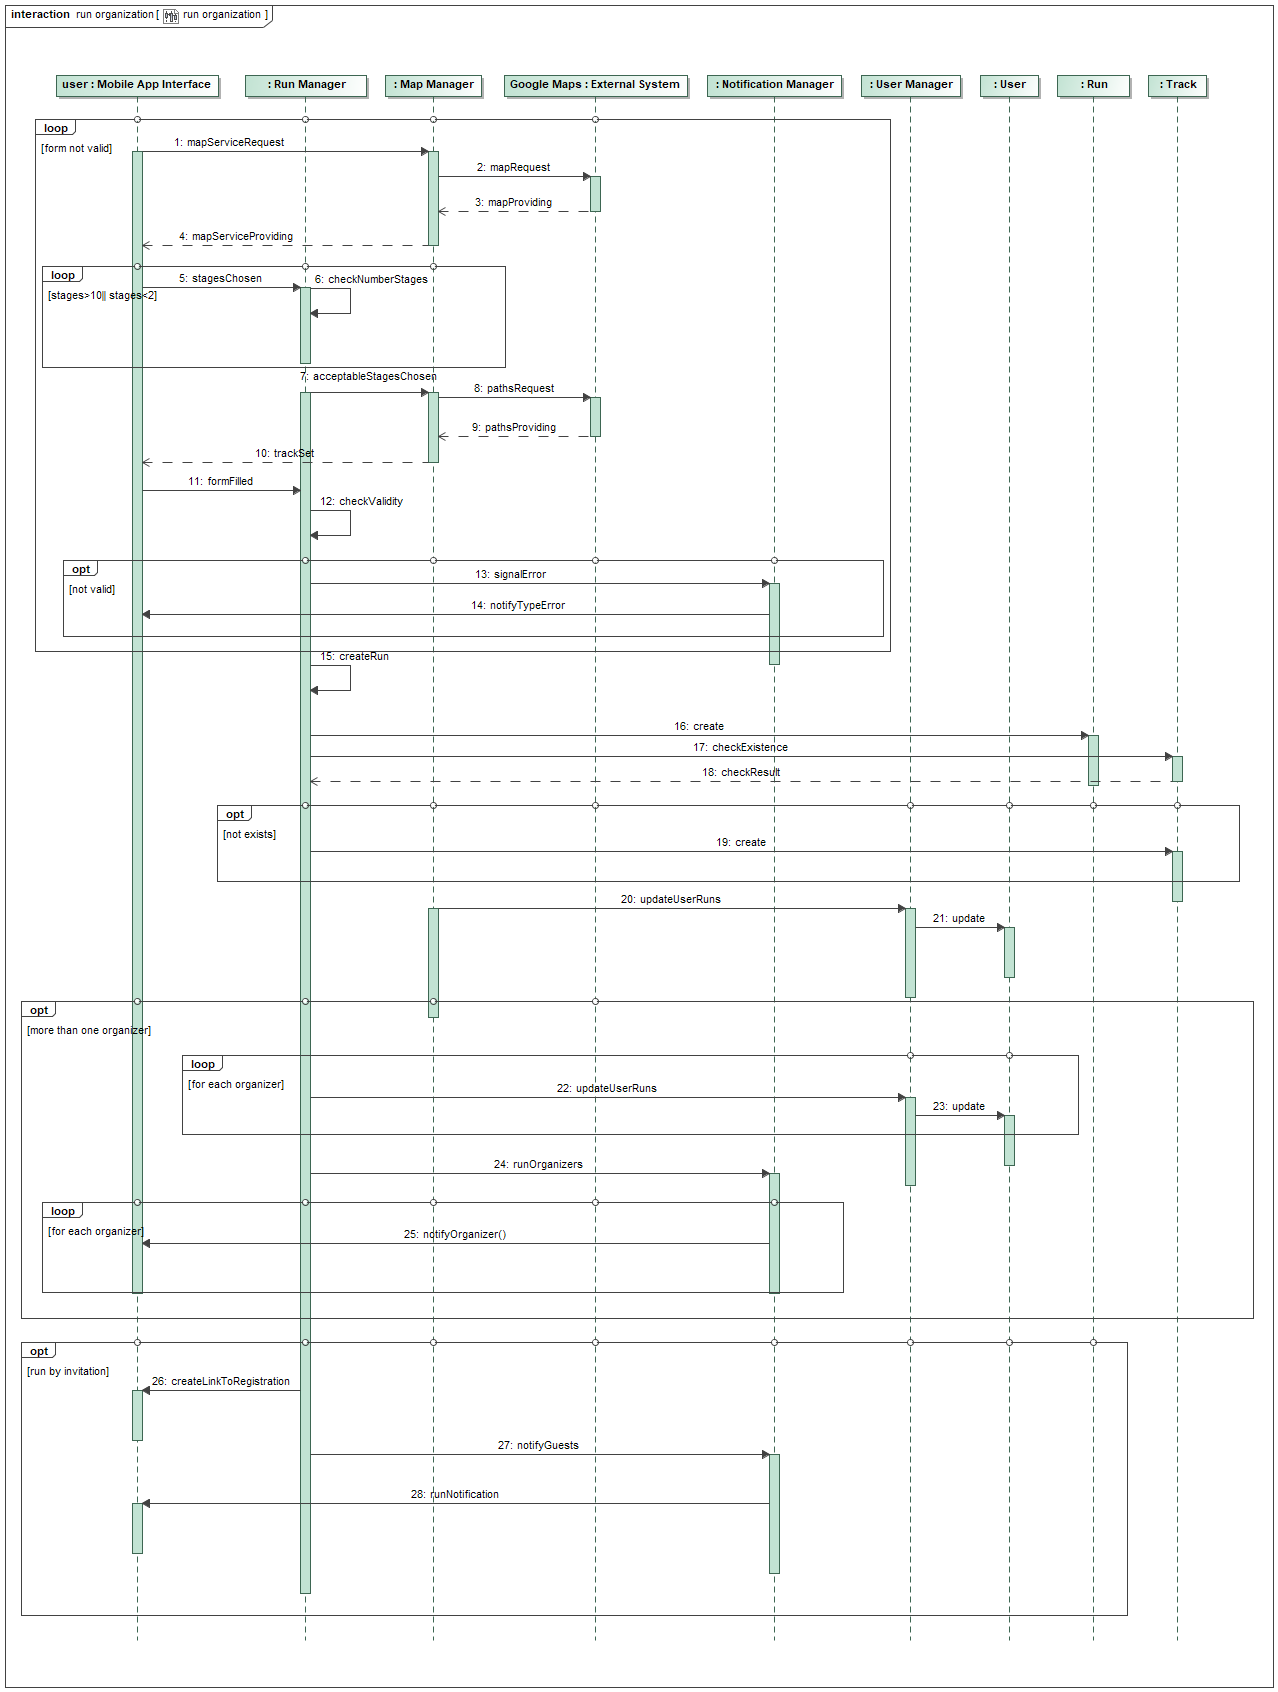 interaction run organization [ run organization ]
user : Mobile App Interface
: Run Manager
: Map Manager
Google Maps : External System
: Notification Manager
: User Manager
: User
: Run
: Track
loop
[form not valid]
1: mapServiceRequest
2: mapRequest
3: mapProviding
4: mapServiceProviding
loop
[stages>10|| stages<2]
5: stagesChosen
6: checkNumberStages
7: acceptableStagesChosen
8: pathsRequest
9: pathsProviding
10: trackSet
11: formFilled
12: checkValidity
opt
[not valid]
13: signalError
14: notifyTypeError
15: createRun
16: create
17: checkExistence
18: checkResult
opt
[not exists]
19: create
20: updateUserRuns
21: update
opt
[more than one organizer]
loop
[for each organizer]
22: updateUserRuns
23: update
24: runOrganizers
loop
[for each organizer]
25: notifyOrganizer()
opt
[run by invitation]
26: createLinkToRegistration
27: notifyGuests
28: runNotification